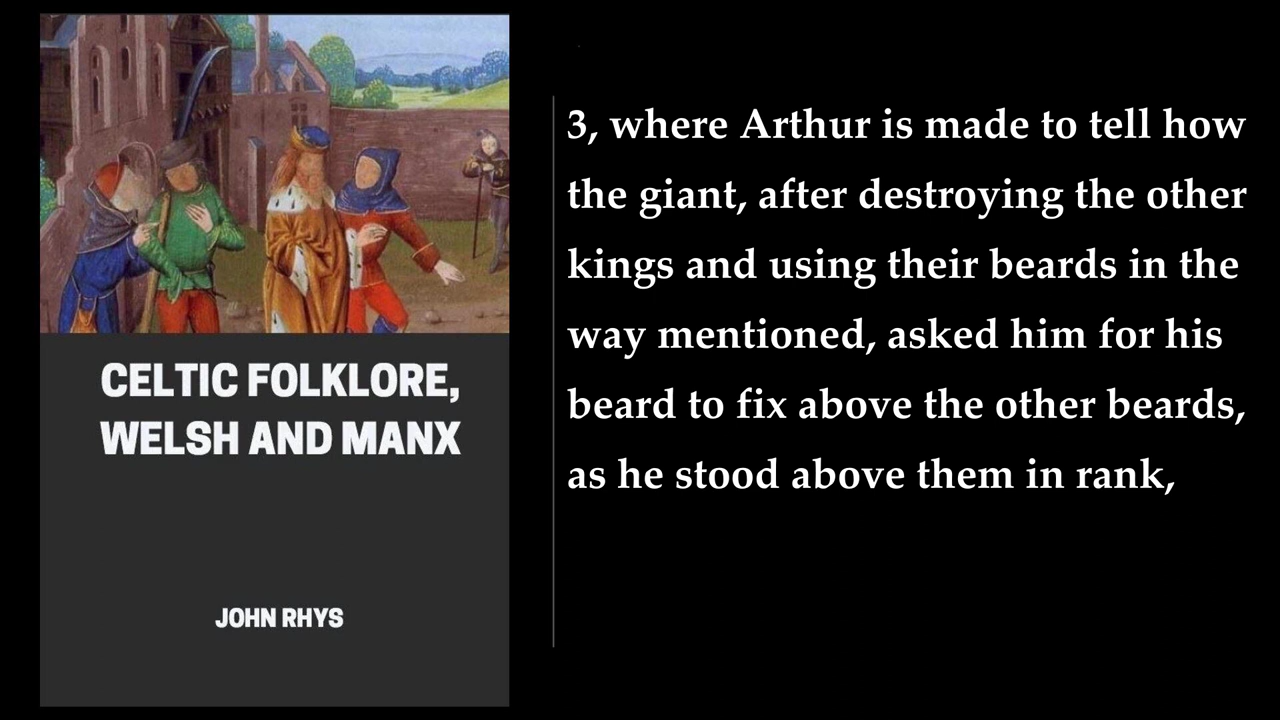 CELTIC FOLKLORE,
WELSH AND MANX
JOHN RHYS
3, where Arthur is made to tell how
the giant, after destroying the other
kings and using their beards in the
way mentioned, asked him for his
beard to fix above the other beards,
as he stood above them in rank,